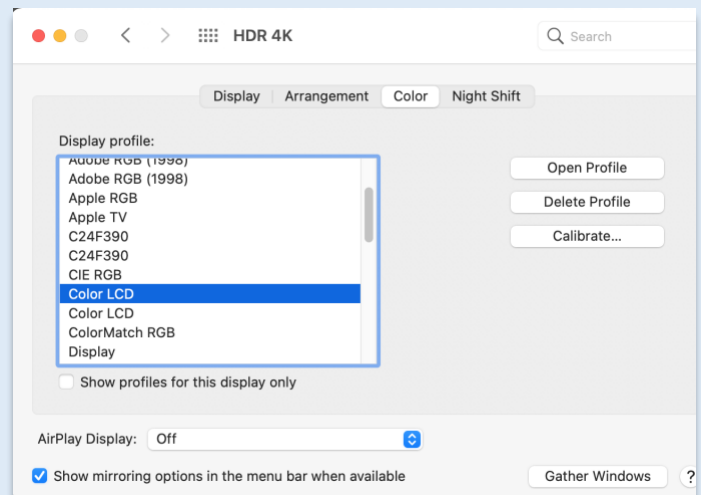 HDR 4K
Search
Display Arrangement Color Night Shift
Display profile:
Adobe RGB (1998)
Adobe RGB (1998)
Apple RGB
Apple TV
C24F390
C24F390
CIE RGB
Color LCD
Color LCD
ColorMatch RGB
Display
Open Profile
Delete Profile
Calibrate...
Show profiles for this display only
AirPlay Display: Off
Show mirroring options in the menu bar when available
Gather Windows ?